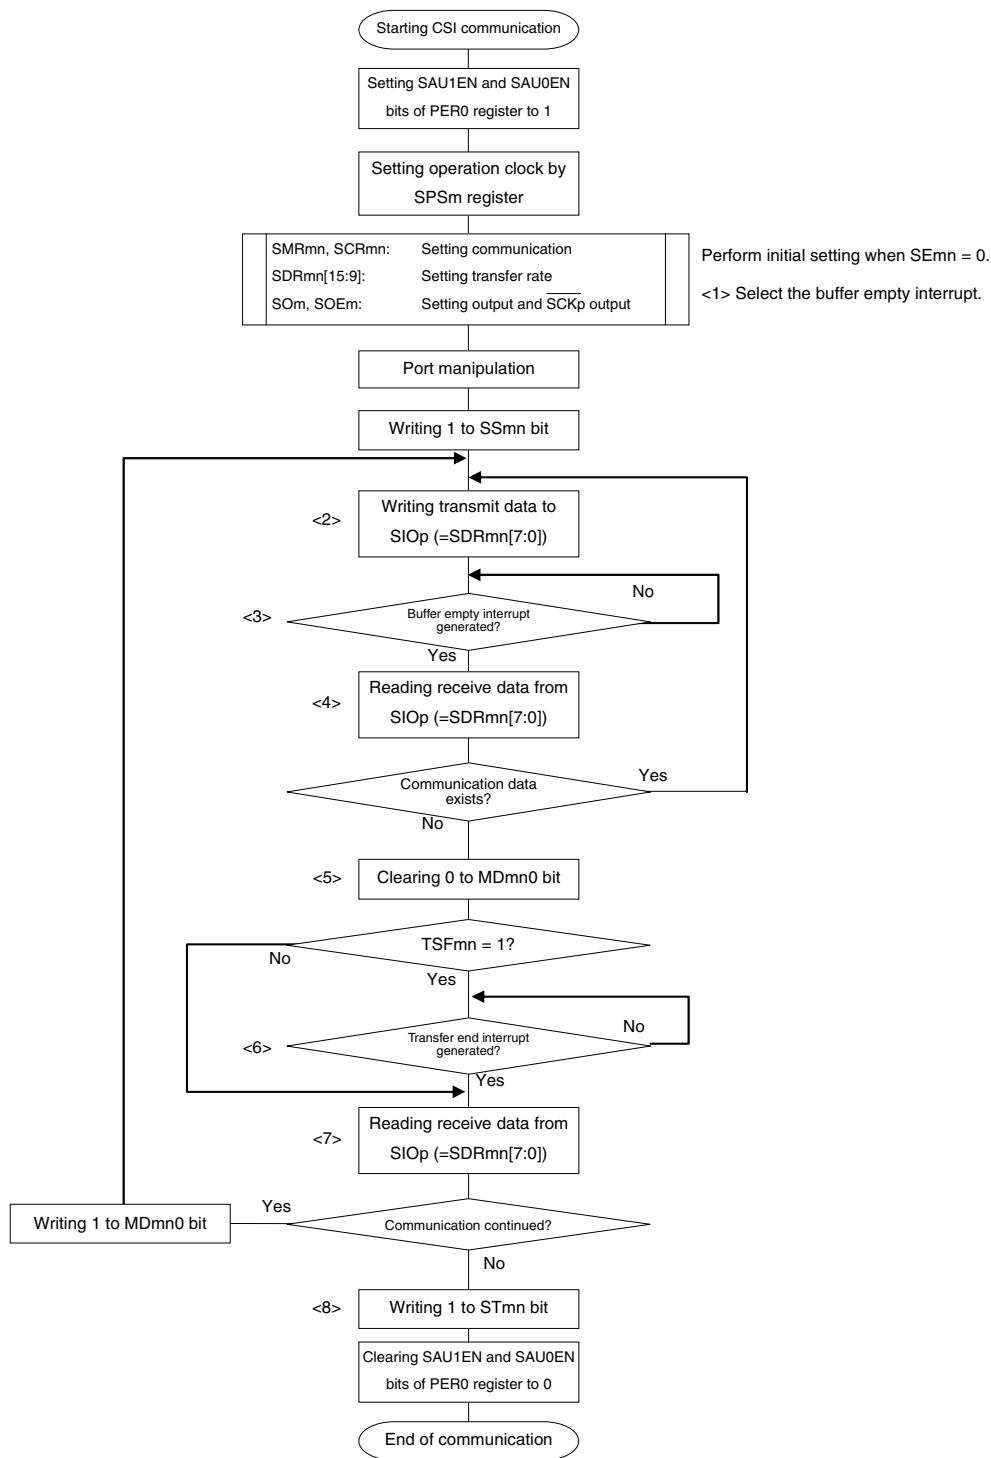 Starting CSI communication
Setting SAU1EN and SAU0EN
bits of PER0 register to 1
Setting operation clock by
SPSm register
SMRmn, SCRmn: Setting communication
SDRmn[15:9]: Setting transfer rate
SOm, SOEm: Setting output and SCKp output
Perform initial setting when SEmn = 0.
<1> Select the buffer empty interrupt.
Port manipulation
Writing 1 to SSmn bit
<2>
Writing transmit data to
SIOp (=SDRmn[7:0])
No
<3>
Buffer empty interrupt
generated?
Yes
<4>
Reading receive data from
SIOp (=SDRmn[7:0])
Communication data
exists?
Yes
No
<5>
Clearing 0 to MDmn0 bit
TSFmn = 1?
No
Yes
No
<6>
Transfer end interrupt
generated?
Yes
<7>
Reading receive data from
SIOp (=SDRmn[7:0])
Yes
Writing 1 to MDmn0 bit
Communication continued?
No
<8>
Writing 1 to STmn bit
Clearing SAU1EN and SAU0EN
bits of PER0 register to 0
End of communication